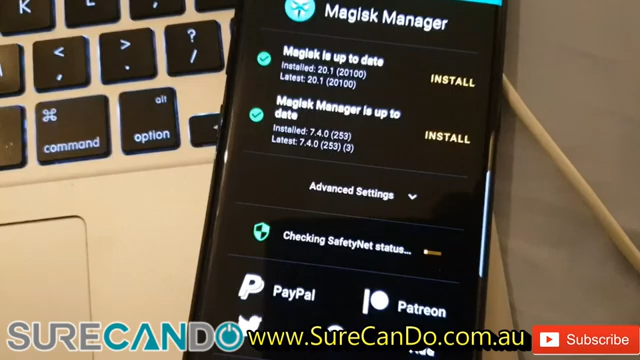 K
L
:
;
"
'
<
,
>
.
?
/
alt
⌘
command
option
Magisk Manager
Magisk is up to date
Installed: 20.1 (20100)
Latest: 20.1 (20100)
INSTALL
Magisk Manager is up to
date
Installed: 7.4.0 (253)
Latest: 7.4.0 (253) (3)
INSTALL
Advanced Settings
Checking SafetyNet status...
PayPal
Patreon
SURECANDO
www.SureCanDo.com.au
Subscribe